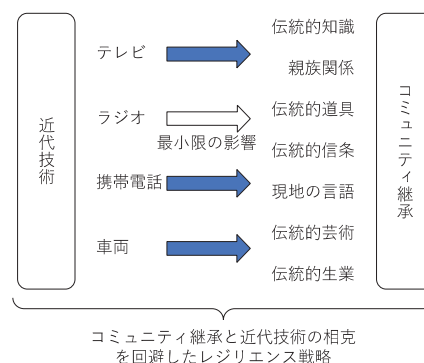 近代技術
テレビ
ラジオ
最小限の影響
携帯電話
車両
伝統的知識
親族関係
伝統的道具
伝統的信条
現地の言語
伝統的芸術
伝統的生業
コミュニティ継承
コミュニティ継承と近代技術の相克
を回避したレジリエンス戦略